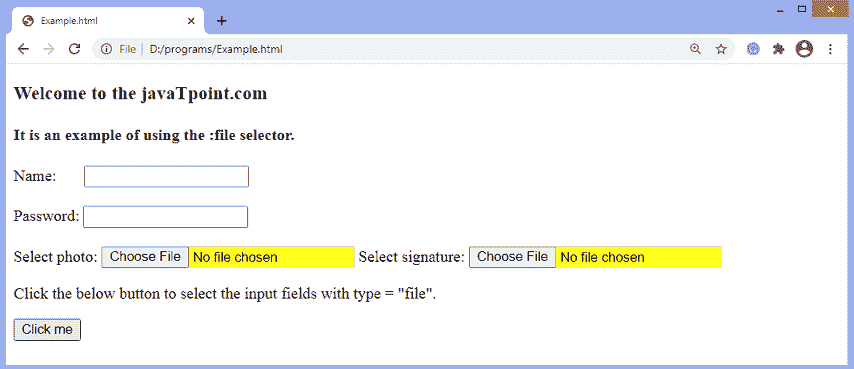 Example.html
File D:/programs/Example.html
Welcome to the javaTpoint.com
It is an example of using the :file selector.
Name:
Password:
Select photo: Choose File No file chosen Select signature: Choose File No file chosen
Click the below button to select the input fields with type = "file".
Click me